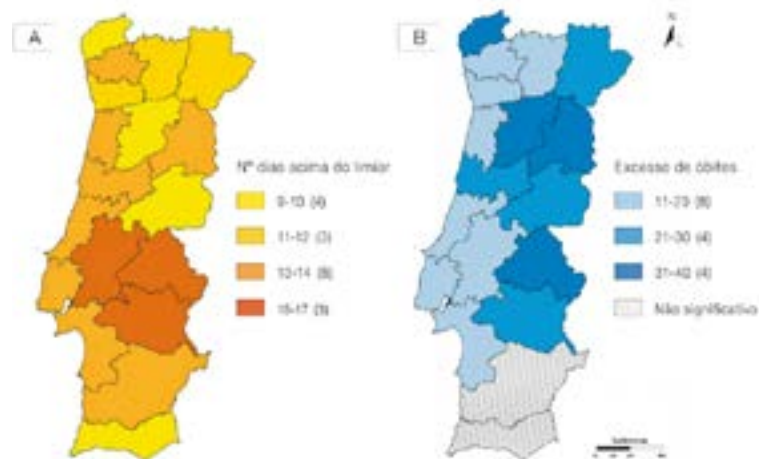 A
B
N
Nº dias acima do limiar
9-10 (4)
11-12 (3)
13-14 (8)
15-17 (3)
Excesso de óbitos
11-20 (8)
21-30 (4)
31-40 (4)
Não significativo